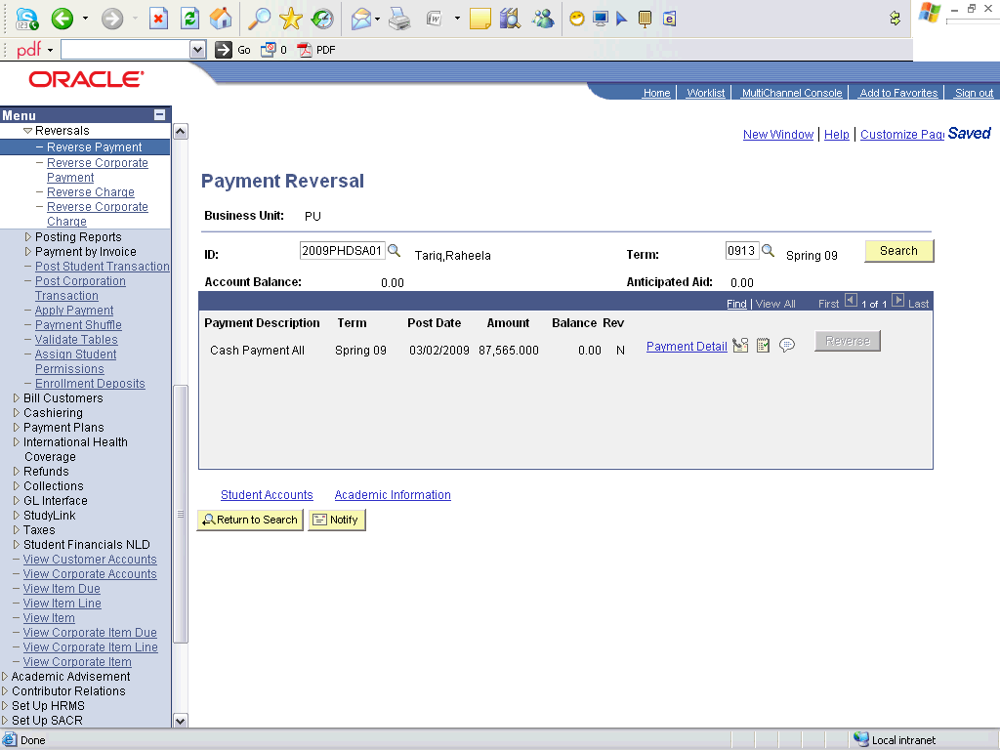 pdf Go 0 PDF
ORACLE
Home Worklist MultiChannel Console Add to Favorites Sign out
Menu
New Window Help Customize Pag Saved
Reversals
Reverse Payment
Reverse Corporate
Payment
Reverse Charge
Reverse Corporate
Charge
Posting Reports
Payment by Invoice
Post Student Transaction
Post Corporation
Transaction
Apply Payment
Payment Shuffle
Validate Tables
Assign Student
Permissions
Enrollment Deposits
Bill Customers
Cashiering
Payment Plans
International Health
Coverage
Refunds
Collections
GL Interface
StudyLink
Taxes
Student Financials NLD
View Customer Accounts
View Corporate Accounts
View Item Due
View Item Line
View Item
View Corporate Item Due
View Corporate Item Line
View Corporate Item
Academic Advisement
Contributor Relations
Set Up HRMS
Set Up SACR
Payment Reversal
Business Unit: PU
ID: 2009PHDSA01 Tariq,Raheela Term: 0913 Spring 09 Search
Account Balance: 0.00 Anticipated Aid: 0.00
Find | View All First 1 of 1 Last
Payment Description Term Post Date Amount Balance Rev
Cash Payment All Spring 09 03/02/2009 87,565.000 0.00 N Payment Detail Reverse
Student Accounts Academic Information
Return to Search Notify
Done Local intranet